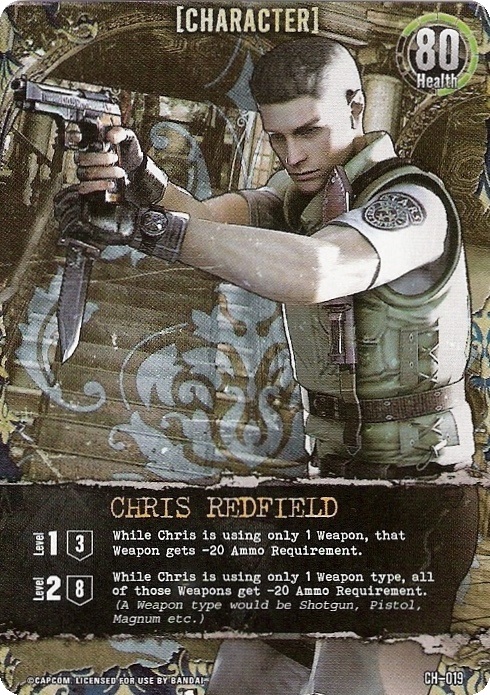 [CHARACTER]
80
Health
S.T.A.R.S.
CHRIS REDFIELD
Level 1 3
While Chris is using only 1 Weapon, that
Weapon gets -20 Ammo Requirement.
Level 2 8
While Chris is using only 1 Weapon type, all
of those Weapons get -20 Ammo Requirement.
(A Weapon type would be Shotgun, Pistol,
Magnum etc.)
©CAPCOM. LICENSED FOR USE BY BANDAI.
CH-019